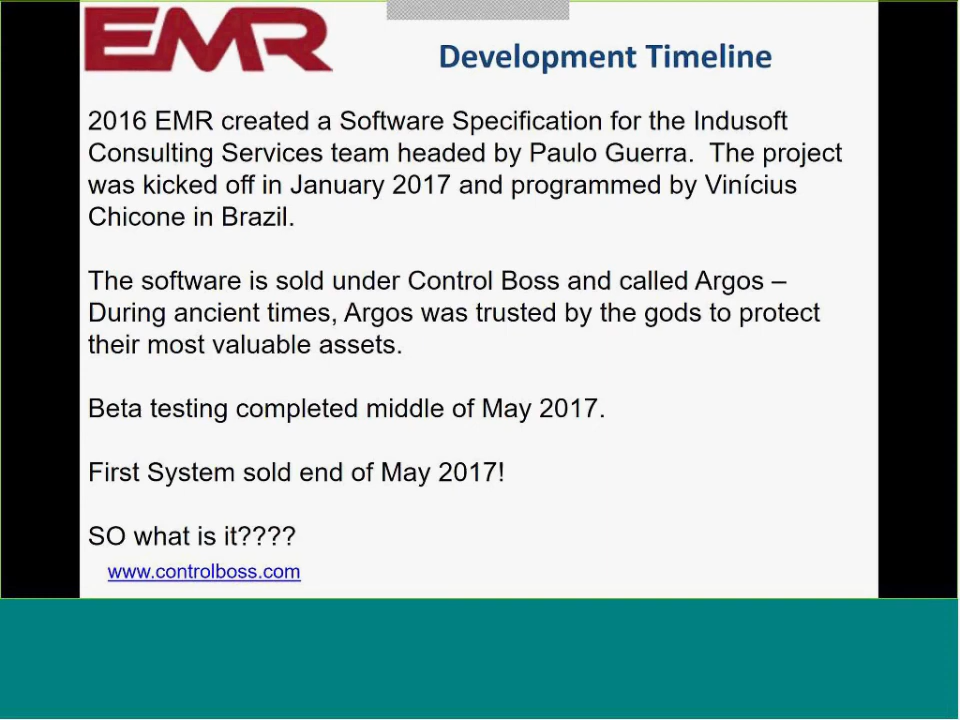 EMR
Development Timeline
2016 EMR created a Software Specification for the Indusoft
Consulting Services team headed by Paulo Guerra. The project
was kicked off in January 2017 and programmed by Vinícius
Chicone in Brazil.
The software is sold under Control Boss and called Argos –
During ancient times, Argos was trusted by the gods to protect
their most valuable assets.
Beta testing completed middle of May 2017.
First System sold end of May 2017!
SO what is it????
www.controlboss.com